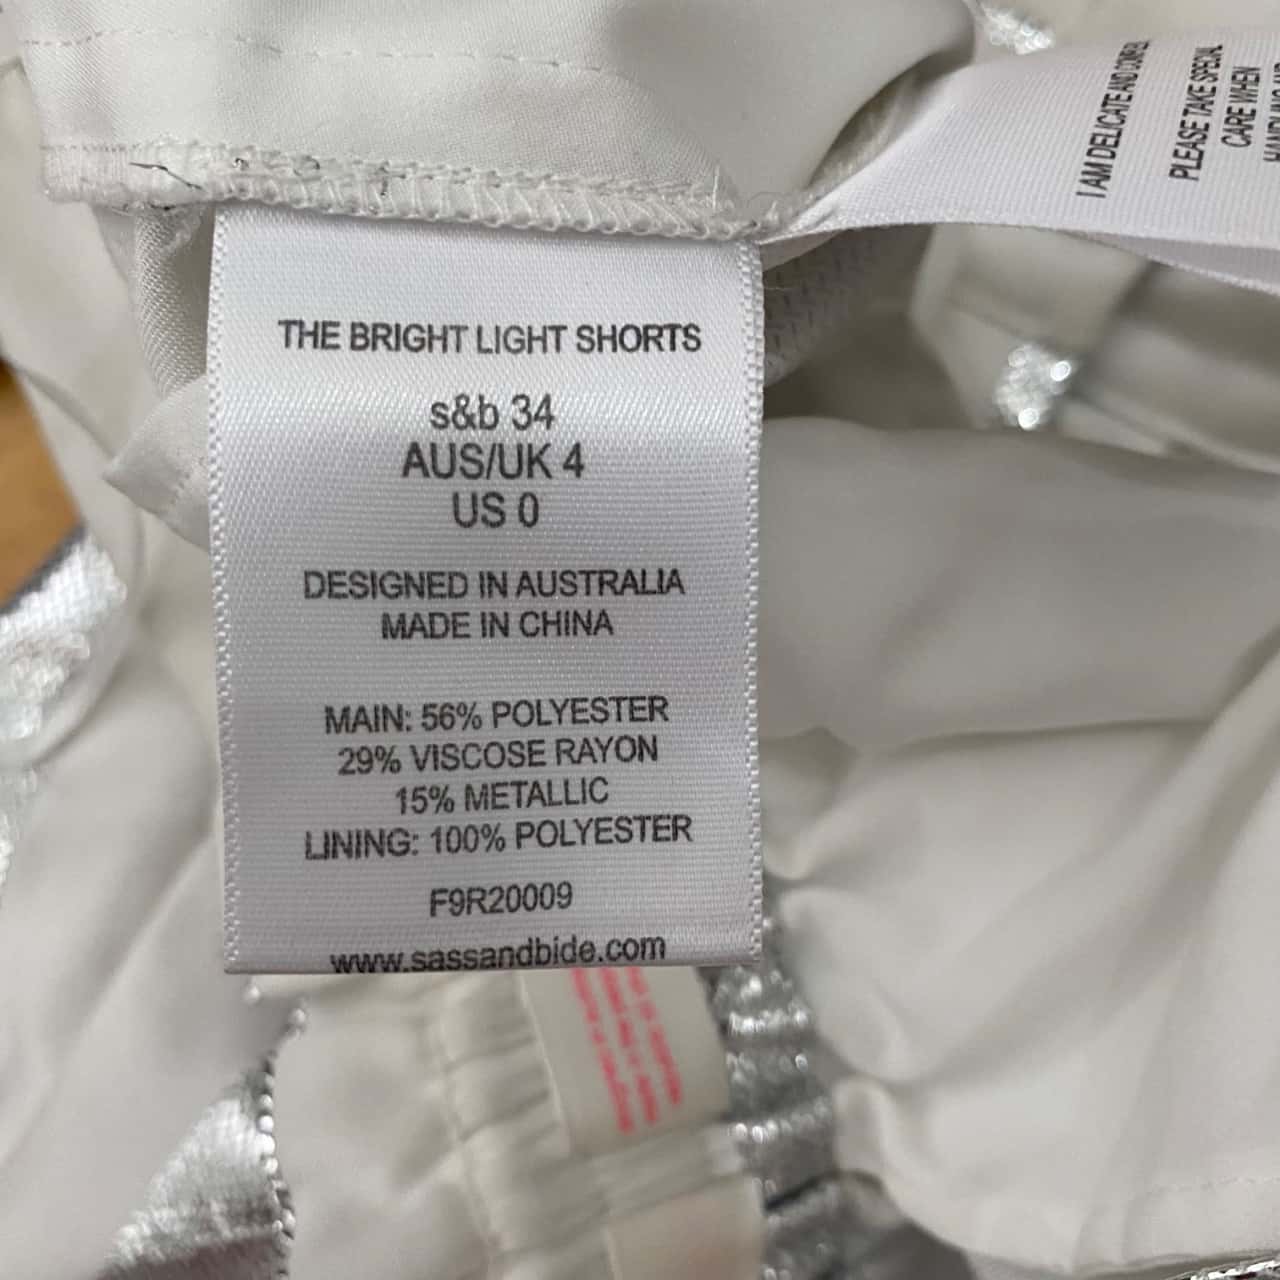 THE BRIGHT LIGHT SHORTS
s&b 34
AUS/UK 4
US 0
DESIGNED IN AUSTRALIA
MADE IN CHINA
MAIN: 56% POLYESTER
29% VISCOSE RAYON
15% METALLIC
LINING: 100% POLYESTER
F9R20009
www.sassandbide.com
I AM DELICATE AND
PLEASE TAKE SPECIAL
CARE WHEN